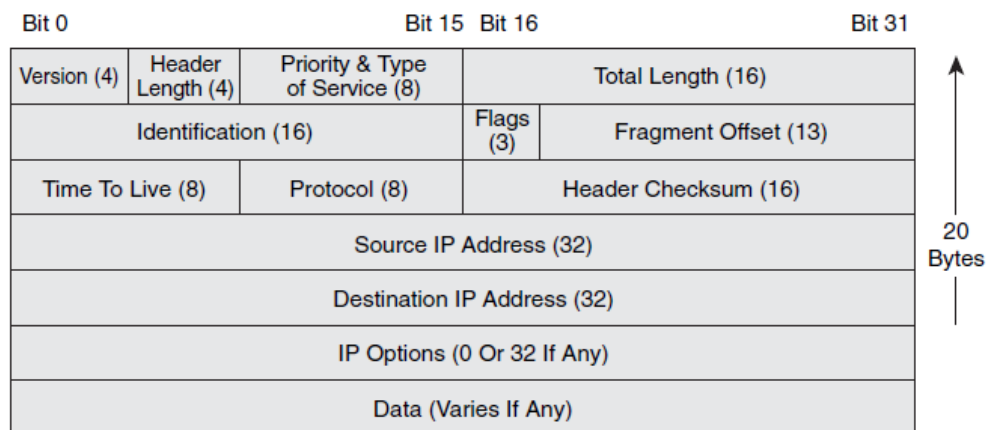 Bit 0 Bit 15 Bit 16 Bit 31
Version (4) Header Length (4) Priority & Type of Service (8) Total Length (16)
Identification (16) Flags (3) Fragment Offset (13)
Time To Live (8) Protocol (8) Header Checksum (16)
Source IP Address (32)
20 Bytes
Destination IP Address (32)
IP Options (0 Or 32 If Any)
Data (Varies If Any)